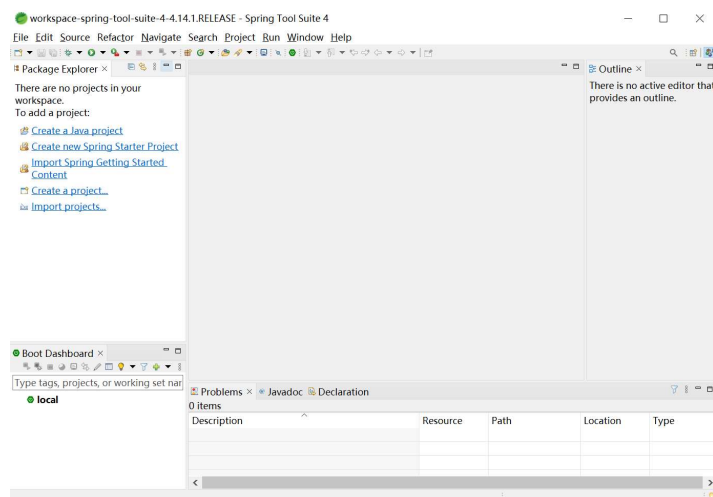 workspace-spring-tool-suite-4-4.14.1.RELEASE - Spring Tool Suite 4
File Edit Source Refactor Navigate Search Project Run Window Help
Package Explorer
There are no projects in your
workspace.
To add a project:
Create a Java project
Create new Spring Starter Project
Import Spring Getting Started
Content
Create a project...
Import projects...
Outline
There is no active editor that
provides an outline.
Boot Dashboard
Type tags, projects, or working set nar
local
Problems Javadoc Declaration
0 items
Description Resource Path Location Type